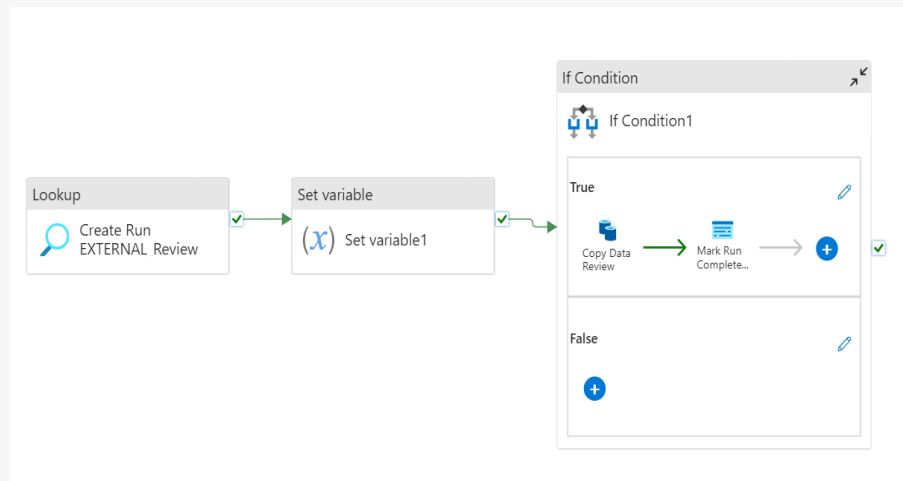 If Condition
If Condition1
Lookup
Create Run
EXTERNAL Review
Set variable
(x) Set variable1
True
Copy Data
Review
Mark Run
Complete...
False